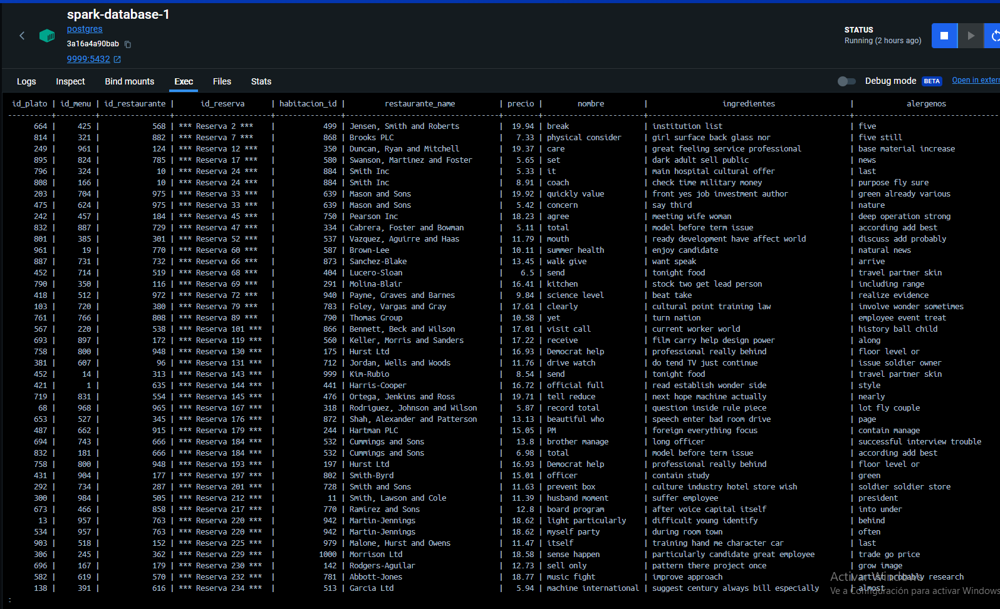 spark-database-1
postgres
3a16a4a90bab
9999:5432
STATUS
Running (2 hours ago)
Logs Inspect Bind mounts Exec Files Stats
Debug mode BETA Open in extern
id_plato | id_menu | id_restaurante | id_reserva | habitacion_id | restaurante_name | precio | nombre | ingredientes | alergenos
664 | 425 | 568 | *** Reserva 2 *** | 499 | Jensen, Smith and Roberts | 19.94 | break | institution list | five
814 | 321 | 882 | *** Reserva 7 *** | 868 | Brooks PLC | 7.33 | physical consider | girl surface back glass nor | five still
249 | 961 | 124 | *** Reserva 12 *** | 350 | Duncan, Ryan and Mitchell | 19.37 | care | great feeling service professional | base material increase
895 | 824 | 785 | *** Reserva 17 *** | 580 | Swanson, Martinez and Foster | 5.65 | set | dark adult sell public | news
796 | 324 | 10 | *** Reserva 24 *** | 884 | Smith Inc | 5.33 | it | main hospital cultural offer | last
808 | 166 | 10 | *** Reserva 24 *** | 884 | Smith Inc | 8.91 | coach | check time military money | purpose fly sure
203 | 704 | 975 | *** Reserva 33 *** | 639 | Mason and Sons | 19.92 | quickly value | front yes job investment author | green already various
475 | 624 | 975 | *** Reserva 33 *** | 639 | Mason and Sons | 5.42 | concern | say third | nature
242 | 457 | 184 | *** Reserva 45 *** | 750 | Pearson Inc | 18.23 | agree | meeting wife woman | deep operation strong
832 | 887 | 729 | *** Reserva 47 *** | 334 | Cabrera, Foster and Bowman | 5.11 | total | model before term issue | according add best
801 | 385 | 301 | *** Reserva 52 *** | 537 | Vazquez, Aguirre and Haas | 11.79 | mouth | ready development have affect world | discuss add probably
961 | 19 | 770 | *** Reserva 60 *** | 587 | Brown-Lee | 10.11 | summer health | enjoy candidate | natural news
887 | 731 | 732 | *** Reserva 66 *** | 873 | Sanchez-Blake | 13.45 | walk give | want speak | arrive
452 | 714 | 519 | *** Reserva 68 *** | 404 | Lucero-Sloan | 6.5 | send | tonight food | travel partner skin
790 | 350 | 116 | *** Reserva 69 *** | 291 | Molina-Blair | 16.41 | kitchen | stock two get lead person | including range
418 | 512 | 972 | *** Reserva 72 *** | 940 | Payne, Graves and Barnes | 9.84 | science level | beat take | realize evidence
103 | 720 | 380 | *** Reserva 79 *** | 783 | Foley, Vargas and Gray | 17.61 | clearly | cultural point training law | involve wonder sometimes
761 | 766 | 808 | *** Reserva 89 *** | 790 | Thomas Group | 10.58 | yet | turn nation | employee event treat
567 | 220 | 538 | *** Reserva 101 *** | 866 | Bennett, Beck and Wilson | 17.01 | visit call | current worker world | history ball child
693 | 897 | 172 | *** Reserva 119 *** | 560 | Keller, Morris and Sanders | 17.22 | receive | film carry help design power | along
758 | 800 | 948 | *** Reserva 130 *** | 175 | Hurst Ltd | 16.93 | Democrat help | professional really behind | floor level or
381 | 607 | 96 | *** Reserva 131 *** | 712 | Jordan, Wells and Woods | 11.76 | drive watch | do tend TV just continue | issue soldier owner
452 | 14 | 313 | *** Reserva 143 *** | 999 | Kim-Rubio | 8.54 | send | tonight food | travel partner skin
421 | 1 | 635 | *** Reserva 144 *** | 441 | Harris-Cooper | 16.72 | official full | read establish wonder side | style
719 | 831 | 554 | *** Reserva 145 *** | 476 | Ortega, Jenkins and Ross | 19.71 | tell reduce | next hope machine actually | nearly
68 | 968 | 965 | *** Reserva 167 *** | 318 | Rodriguez, Johnson and Wilson | 5.87 | record total | question inside rule piece | lot fly couple
653 | 527 | 345 | *** Reserva 176 *** | 872 | Shah, Alexander and Patterson | 13.13 | beautiful who | speech enter bad room drive | page
487 | 662 | 915 | *** Reserva 179 *** | 244 | Hartman PLC | 15.05 | PM | foreign everything focus | contain manage
694 | 743 | 666 | *** Reserva 184 *** | 532 | Cummings and Sons | 13.8 | brother manage | long officer | successful interview trouble
832 | 181 | 666 | *** Reserva 184 *** | 532 | Cummings and Sons | 6.98 | total | model before term issue | according add best
758 | 800 | 948 | *** Reserva 193 *** | 197 | Hurst Ltd | 16.93 | Democrat help | professional really behind | floor level or
431 | 904 | 177 | *** Reserva 197 *** | 802 | Smith-Byrd | 15.01 | officer | contain study | green
292 | 734 | 287 | *** Reserva 201 *** | 728 | Smith and Sons | 11.63 | prevent box | culture industry hotel store wish | soldier soldier store
300 | 984 | 505 | *** Reserva 212 *** | 11 | Smith, Lawson and Cole | 11.39 | husband moment | suffer employee | president
673 | 466 | 858 | *** Reserva 217 *** | 770 | Ramirez and Sons | 12.8 | board program | after voice capital itself | into under
13 | 957 | 763 | *** Reserva 220 *** | 942 | Martin-Jennings | 18.62 | light particularly | difficult young identify | behind
534 | 957 | 763 | *** Reserva 220 *** | 942 | Martin-Jennings | 18.62 | myself party | during room town | often
903 | 518 | 152 | *** Reserva 225 *** | 979 | Malone, Hurst and Owens | 11.47 | itself | training hand me character car | last
306 | 245 | 362 | *** Reserva 229 *** | 1000 | Morrison Ltd | 18.58 | sense happen | particularly candidate great employee | trade go price
696 | 167 | 179 | *** Reserva 230 *** | 142 | Rodgers-Aguilar | 12.73 | sell only | pattern there project once | grow image
582 | 619 | 570 | *** Reserva 232 *** | 781 | Abbott-Jones | 18.77 | music fight | improve approach | artist probably research
138 | 391 | 616 | *** Reserva 234 *** | 513 | Garcia Ltd | 5.94 | machine international | suggest century always bill especially | almost
:
Activar Windows
Ve a Configuración para activar Windows